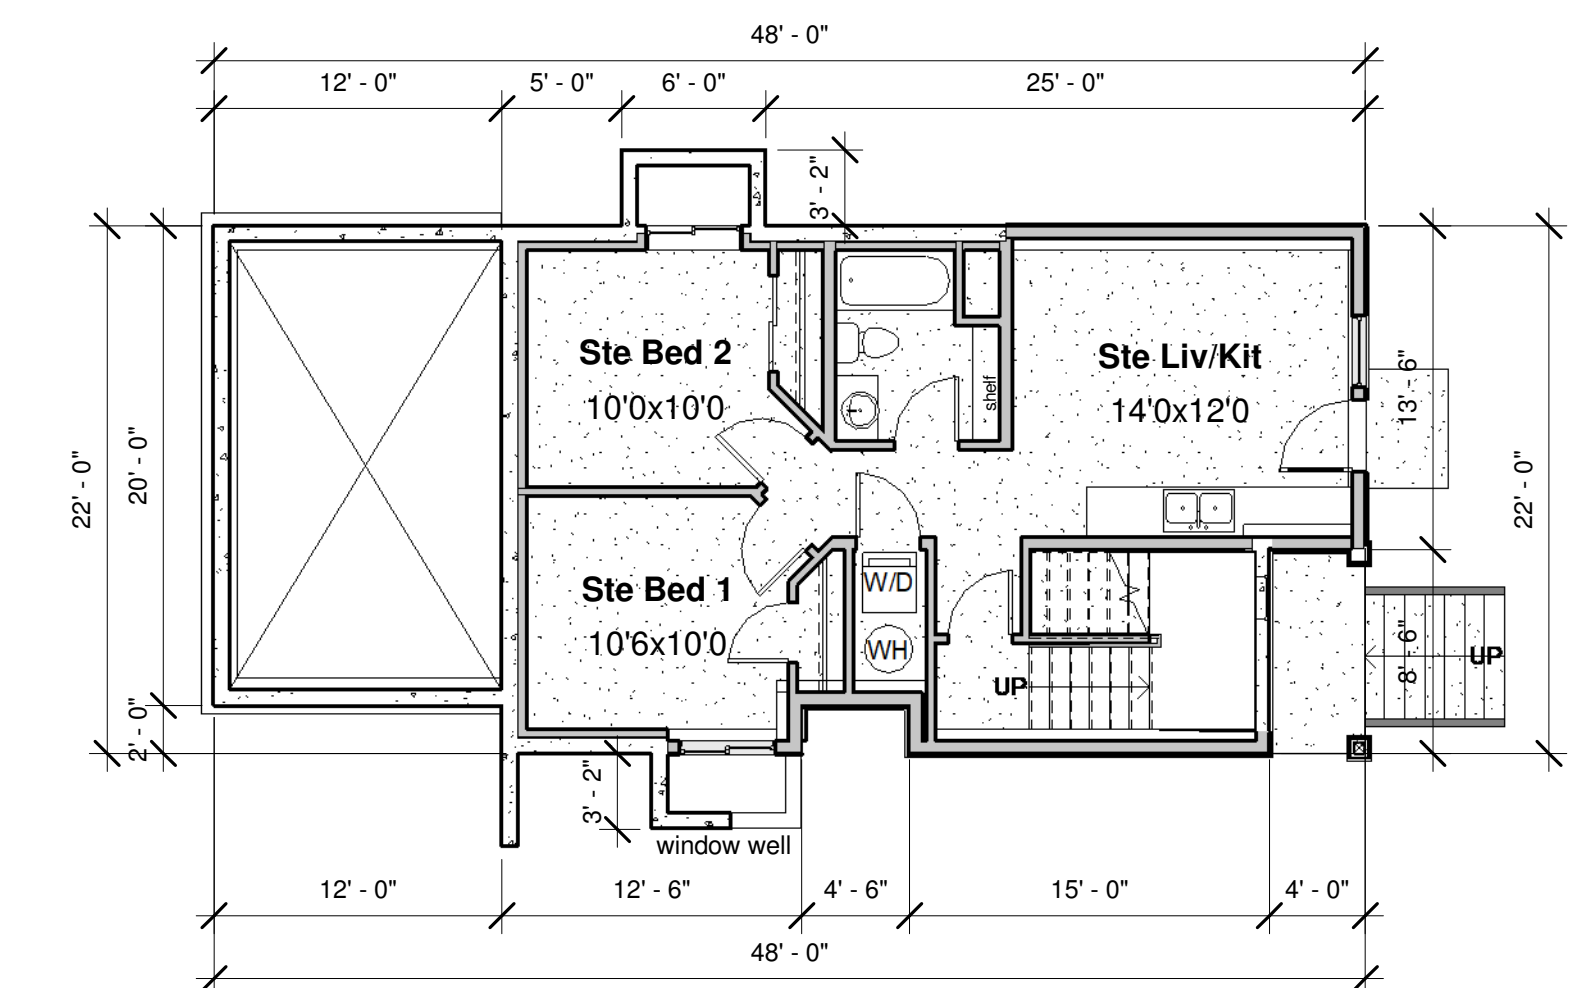 48' - 0"
12' - 0" 5' - 0" 6' - 0" 25' - 0"
3' - 2"
Ste Bed 2
10'0x10'0
shelf
Ste Liv/Kit
14'0x12'0
13' - 6"
22' - 0"
20' - 0"
22' - 0"
Ste Bed 1
10'6x10'0
W/D
WH
UP
8' - 6"
UP
2' - 0"
3' - 2"
window well
12' - 0" 12' - 6" 4' - 6" 15' - 0" 4' - 0"
48' - 0"